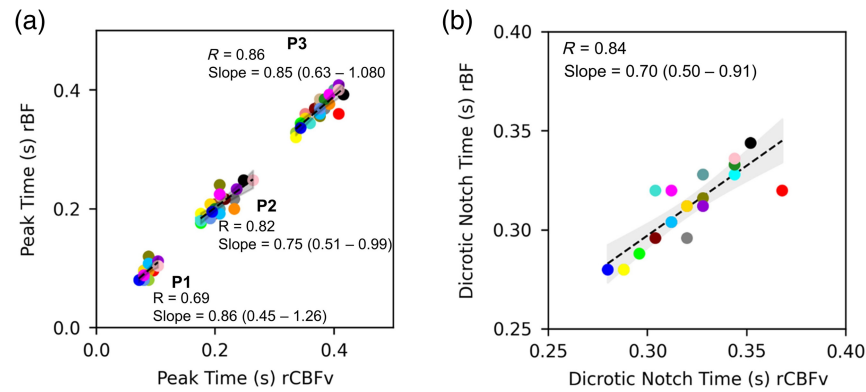 (a)
P3
R = 0.86
Slope = 0.85 (0.63 – 1.080
0.4
Peak Time (s) rBF
0.2
P2
R = 0.82
Slope = 0.75 (0.51 – 0.99)
P1
R = 0.69
Slope = 0.86 (0.45 – 1.26)
0.0
0.0 0.2 0.4
Peak Time (s) rCBFv
(b)
0.40
R = 0.84
Slope = 0.70 (0.50 – 0.91)
0.35
Dicrotic Notch Time (s) rBF
0.30
0.25
0.25 0.30 0.35 0.40
Dicrotic Notch Time (s) rCBFv